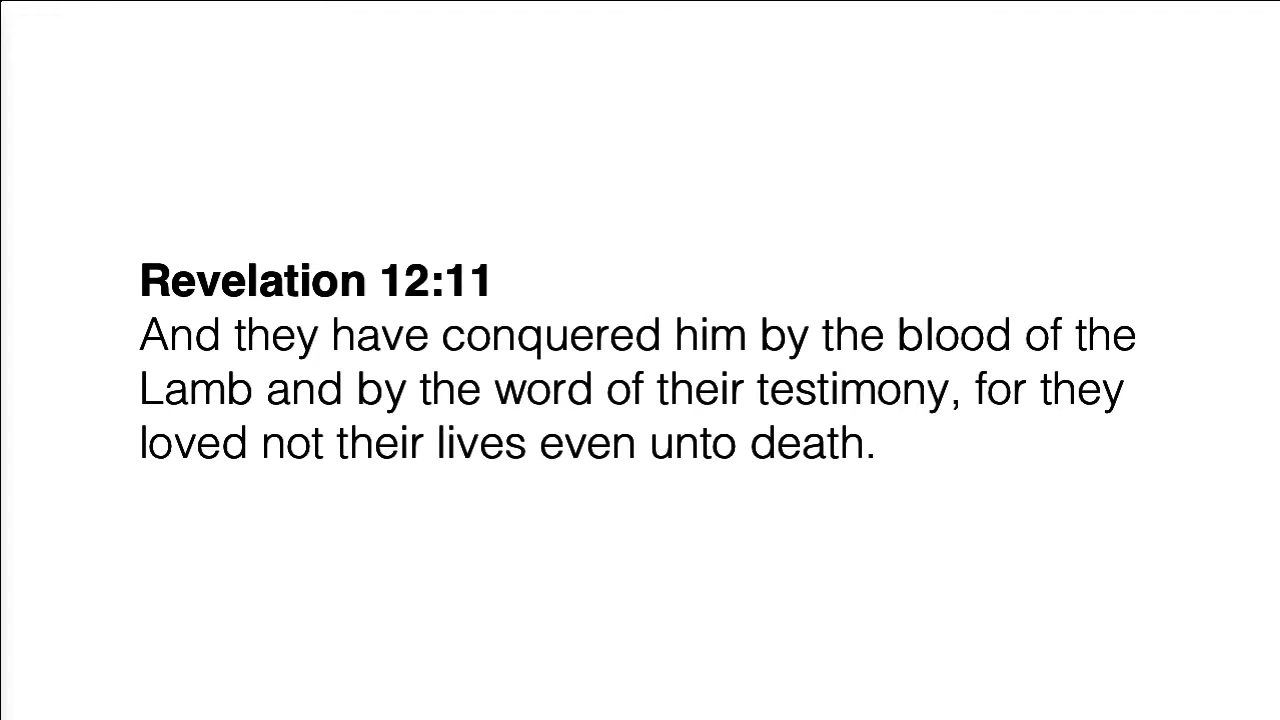 Revelation 12:11
And they have conquered him by the blood of the
Lamb and by the word of their testimony, for they
loved not their lives even unto death.